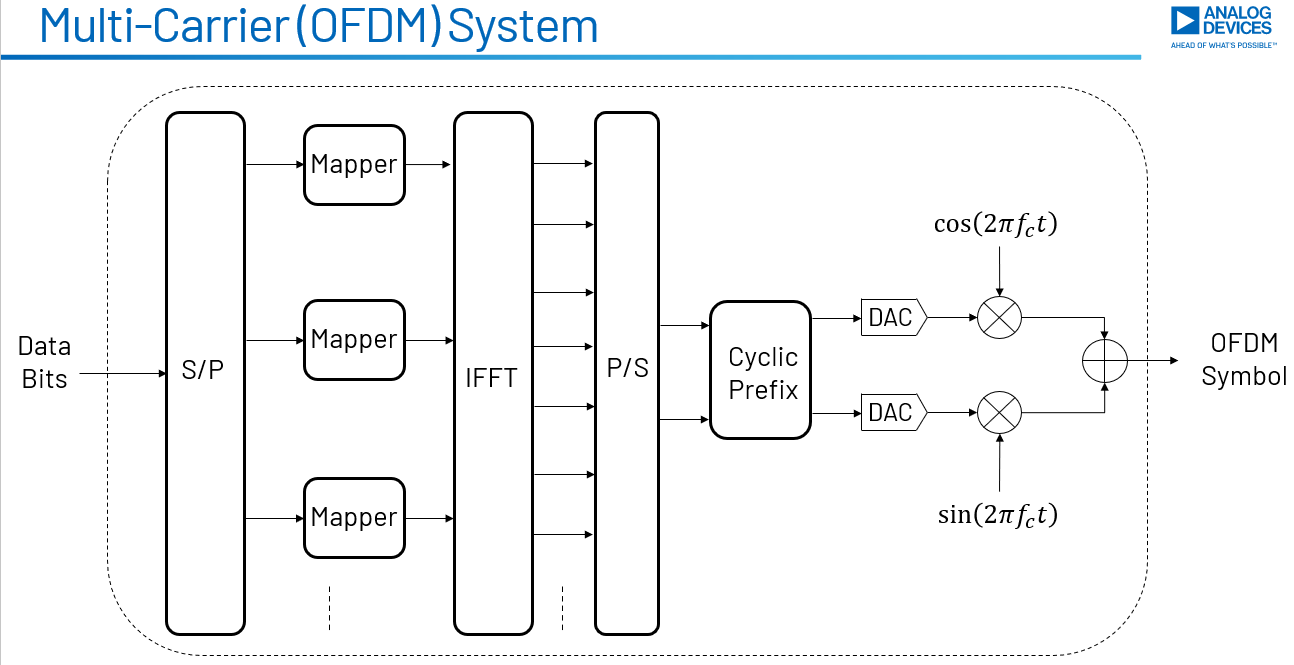 Multi-Carrier (OFDM) System
ANALOG
DEVICES
AHEAD OF WHAT'S POSSIBLE™
Data
Bits
S/P
Mapper
Mapper
Mapper
IFFT
P/S
Cyclic
Prefix
DAC
DAC
cos(2πf_c t)
sin(2πf_c t)
OFDM
Symbol